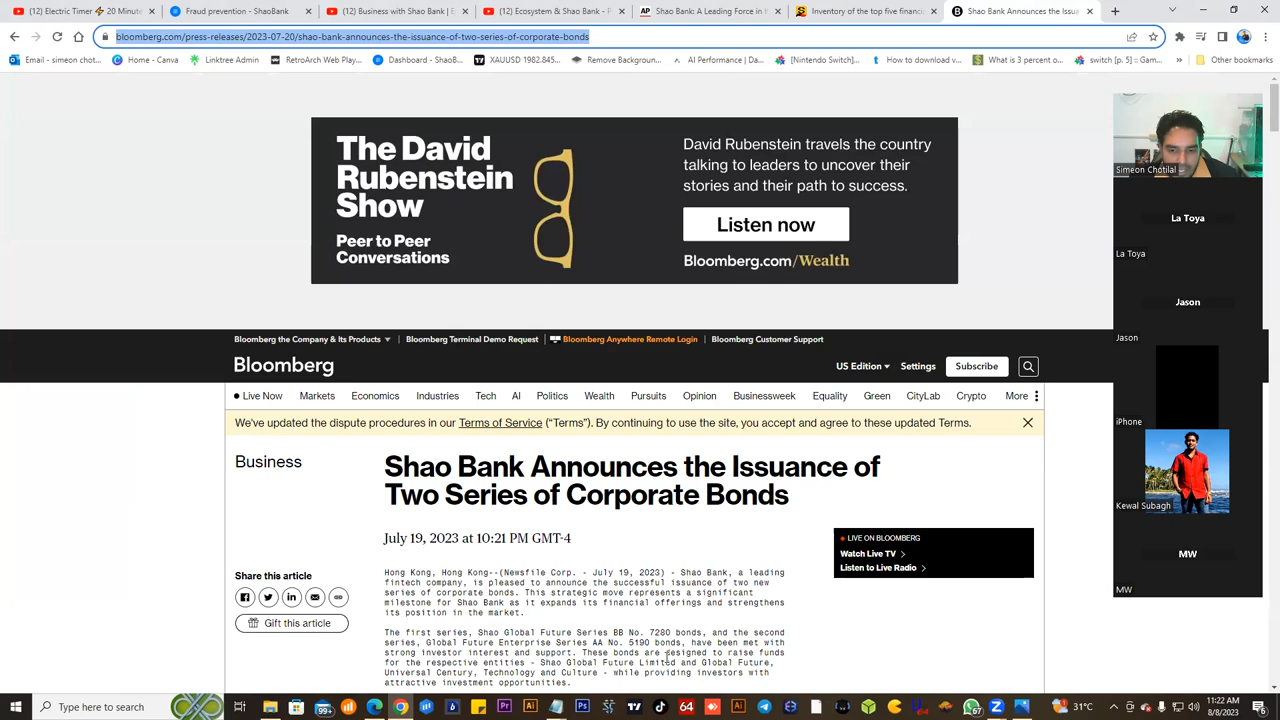 (12) Electric Timer ⚡ 20 Minute
Fraud prevention - ShaoBank
(12) Business with Shao Bank | E
(12) Ecosystem & Shao Bank - P
Shao Bank: A Leading Force in t
Inventory of the top five financi
Shao Bank Announces the Issua
bloomberg.com/press-releases/2023-07-20/shao-bank-announces-the-issuance-of-two-series-of-corporate-bonds
Email - simeon chot...
Home - Canva
Linktree Admin
RetroArch Web Play...
Dashboard - ShaoB...
XAUUSD 1982.845...
Remove Backgroun...
AI Performance | Da...
[Nintendo Switch]...
How to download v...
What is 3 percent o...
switch [p. 5] :: Gam...
»
Other bookmarks
The David
Rubenstein
Show
Peer to Peer
Conversations
David Rubenstein travels the country
talking to leaders to uncover their
stories and their path to success.
Listen now
Bloomberg.com/Wealth
Simeon Chotilal
La Toya
La Toya
Jason
Jason
iPhone
Kewal Subagh
MW
MW
Bloomberg the Company & Its Products
Bloomberg Terminal Demo Request
Bloomberg Anywhere Remote Login
Bloomberg Customer Support
Bloomberg
US Edition
Settings
Subscribe
Live Now
Markets
Economics
Industries
Tech
AI
Politics
Wealth
Pursuits
Opinion
Businessweek
Equality
Green
CityLab
Crypto
More
We've updated the dispute procedures in our Terms of Service (“Terms”). By continuing to use the site, you accept and agree to these updated Terms.
Business
Shao Bank Announces the Issuance of
Two Series of Corporate Bonds
July 19, 2023 at 10:21 PM GMT-4
LIVE ON BLOOMBERG
Watch Live TV
Listen to Live Radio
Share this article
Gift this article
Hong Kong, Hong Kong--(Newsfile Corp. - July 19, 2023) - Shao Bank, a leading
fintech company, is pleased to announce the successful issuance of two new
series of corporate bonds. This strategic move represents a significant
milestone for Shao Bank as it expands its financial offerings and strengthens
its position in the market.
The first series, Shao Global Future Series BB No. 7280 bonds, and the second
series, Global Future Enterprise Series AA No. 5190 bonds, have been met with
strong investor interest and support. These bonds are designed to raise funds
for the respective entities - Shao Global Future Limited and Global Future,
Universal Century, Technology and Culture - while providing investors with
attractive investment opportunities.
Type here to search
99+
Pr
Ai
Ps
64
Ai
67
31°C
11:22 AM
8/8/2023